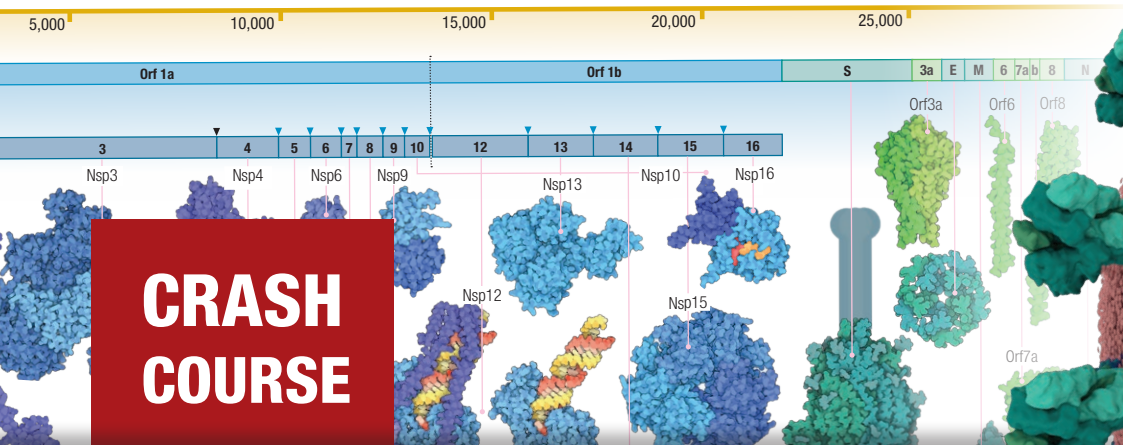 5,000 10,000 15,000 20,000 25,000
Orf 1a Orf 1b S 3a E M 6 7a b 8 N
3 4 5 6 7 8 9 10 12 13 14 15 16
Orf3a Orf6 Orf8
Nsp3 Nsp4 Nsp6 Nsp9 Nsp13 Nsp10 Nsp16
CRASH
COURSE
Nsp12 Nsp15
Orf7a